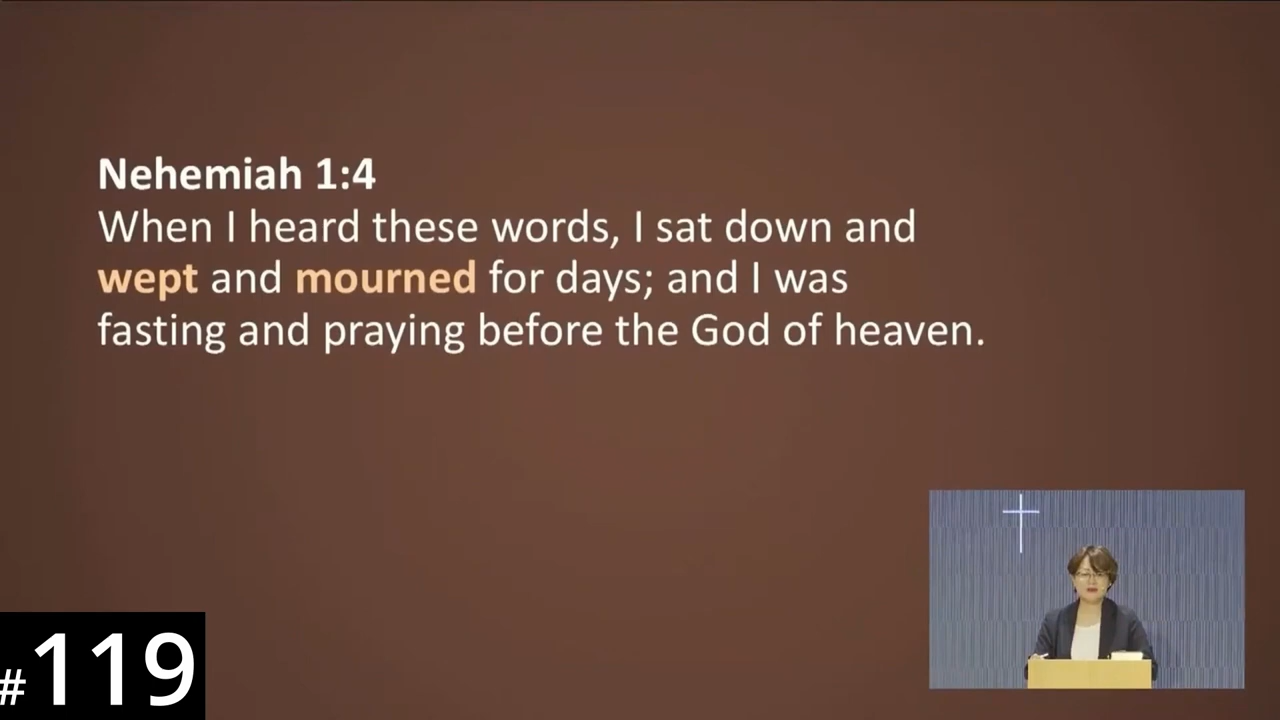 Nehemiah 1:4
When I heard these words, I sat down and
wept and mourned for days; and I was
fasting and praying before the God of heaven.
#119